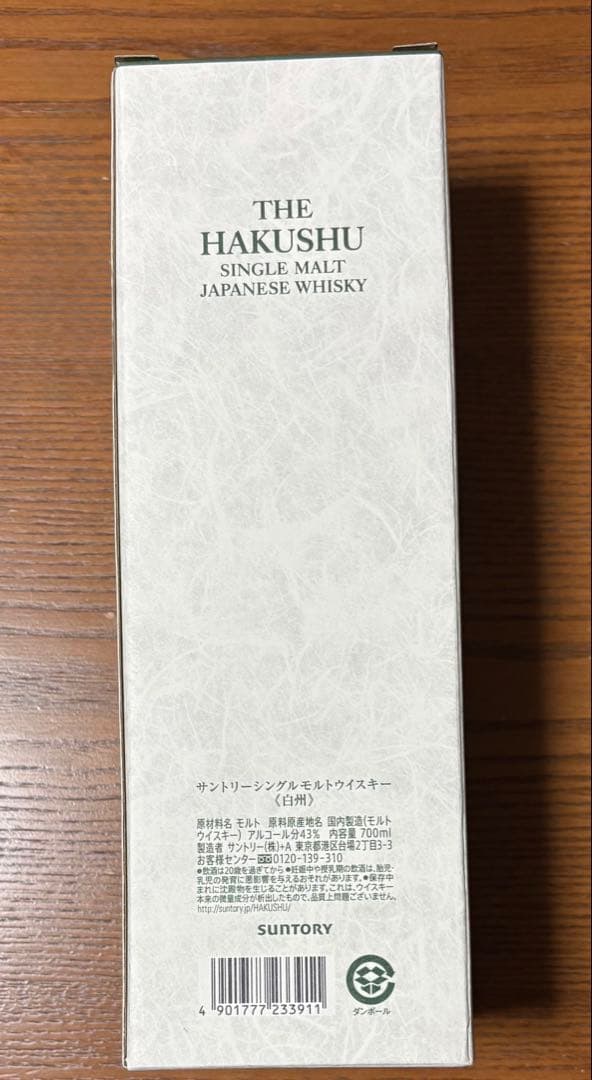 THE
HAKUSHU
SINGLE MALT
JAPANESE WHISKY
サントリーシングルモルトウイスキー
《白州》
原材料名 モルト 原料原産地名 国内製造(モルト
ウイスキー) アルコール分43% 内容量 700ml
製造者 サントリー(株)+A 東京都港区台場2丁目3-3
お客様センター 0120-139-310
●飲酒は20歳を過ぎてから ●妊娠中や授乳期の飲酒は、胎児・
乳児の発育に悪影響を与えるおそれがあります。●保存中
まれに沈殿物を生じることがあります。これは、ウイスキー
本来の微量成分が析出したもので、品質上問題ございません。
http://suntory.jp/HAKUSHU/
SUNTORY
4 901777 233911
ダンボール